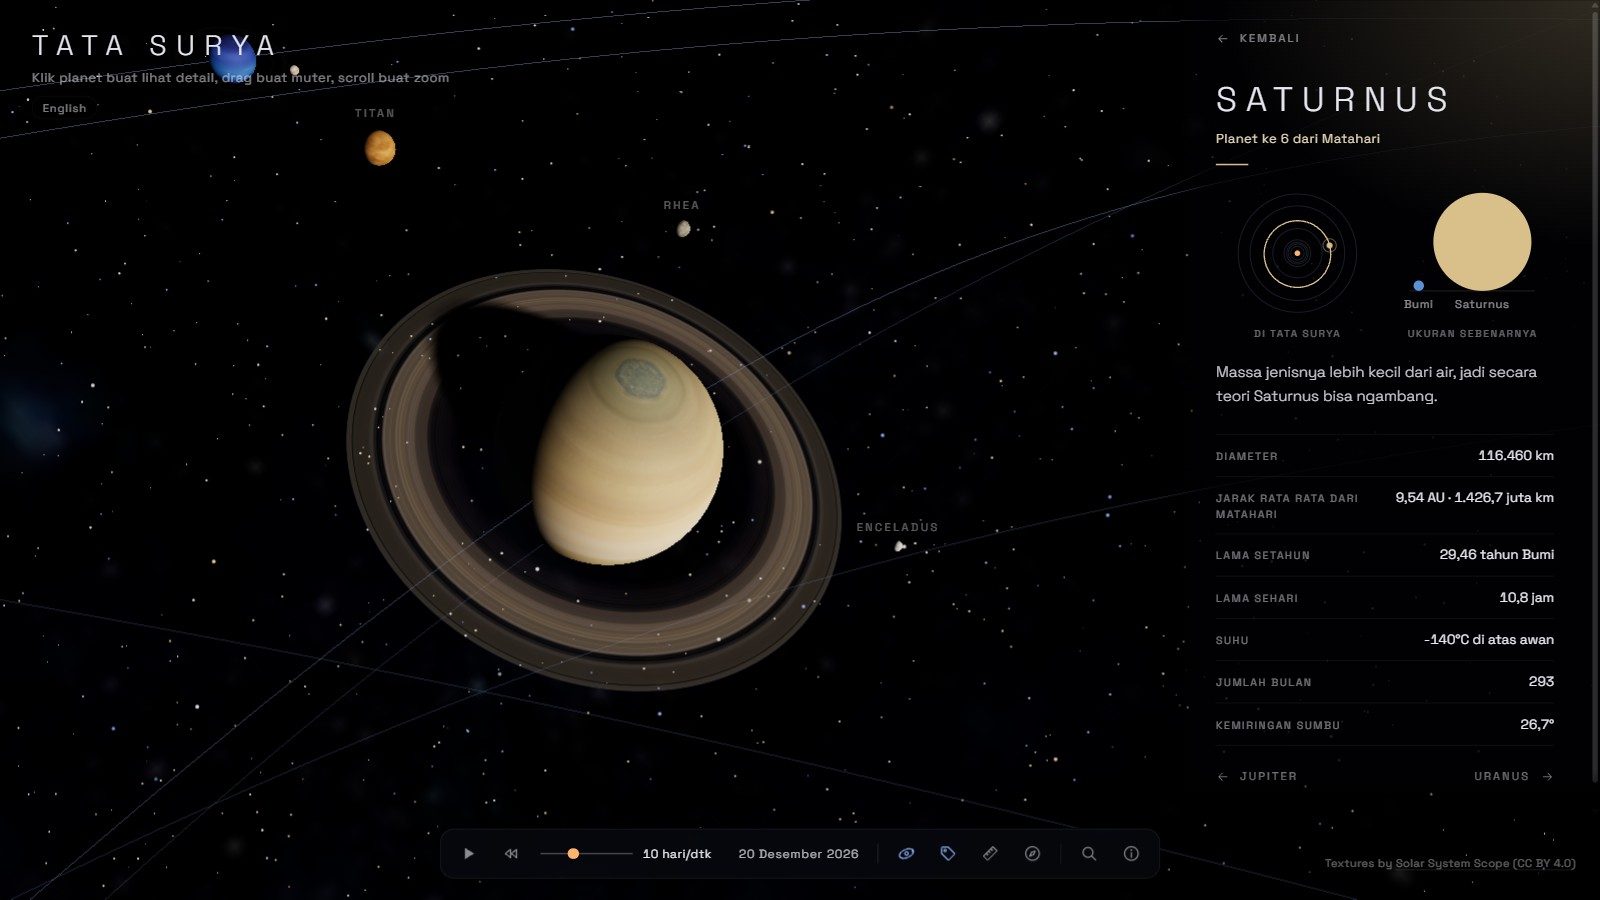 TATA SURYA
Klik planet buat lihat detail, drag buat muter, scroll buat zoom
English
TITAN
RHEA
ENCELADUS
← KEMBALI
SATURNUS
Planet ke 6 dari Matahari
Bumi Saturnus
DI TATA SURYA UKURAN SEBENARNYA
Massa jenisnya lebih kecil dari air, jadi secara
teori Saturnus bisa ngambang.
DIAMETER 116.460 km
JARAK RATA RATA DARI 9,54 AU · 1.426,7 juta km
MATAHARI
LAMA SETAHUN 29,46 tahun Bumi
LAMA SEHARI 10,8 jam
SUHU -140°C di atas awan
JUMLAH BULAN 293
KEMIRINGAN SUMBU 26,7°
← JUPITER URANUS →
10 hari/dtk 20 Desember 2026
Textures by Solar System Scope (CC BY 4.0)